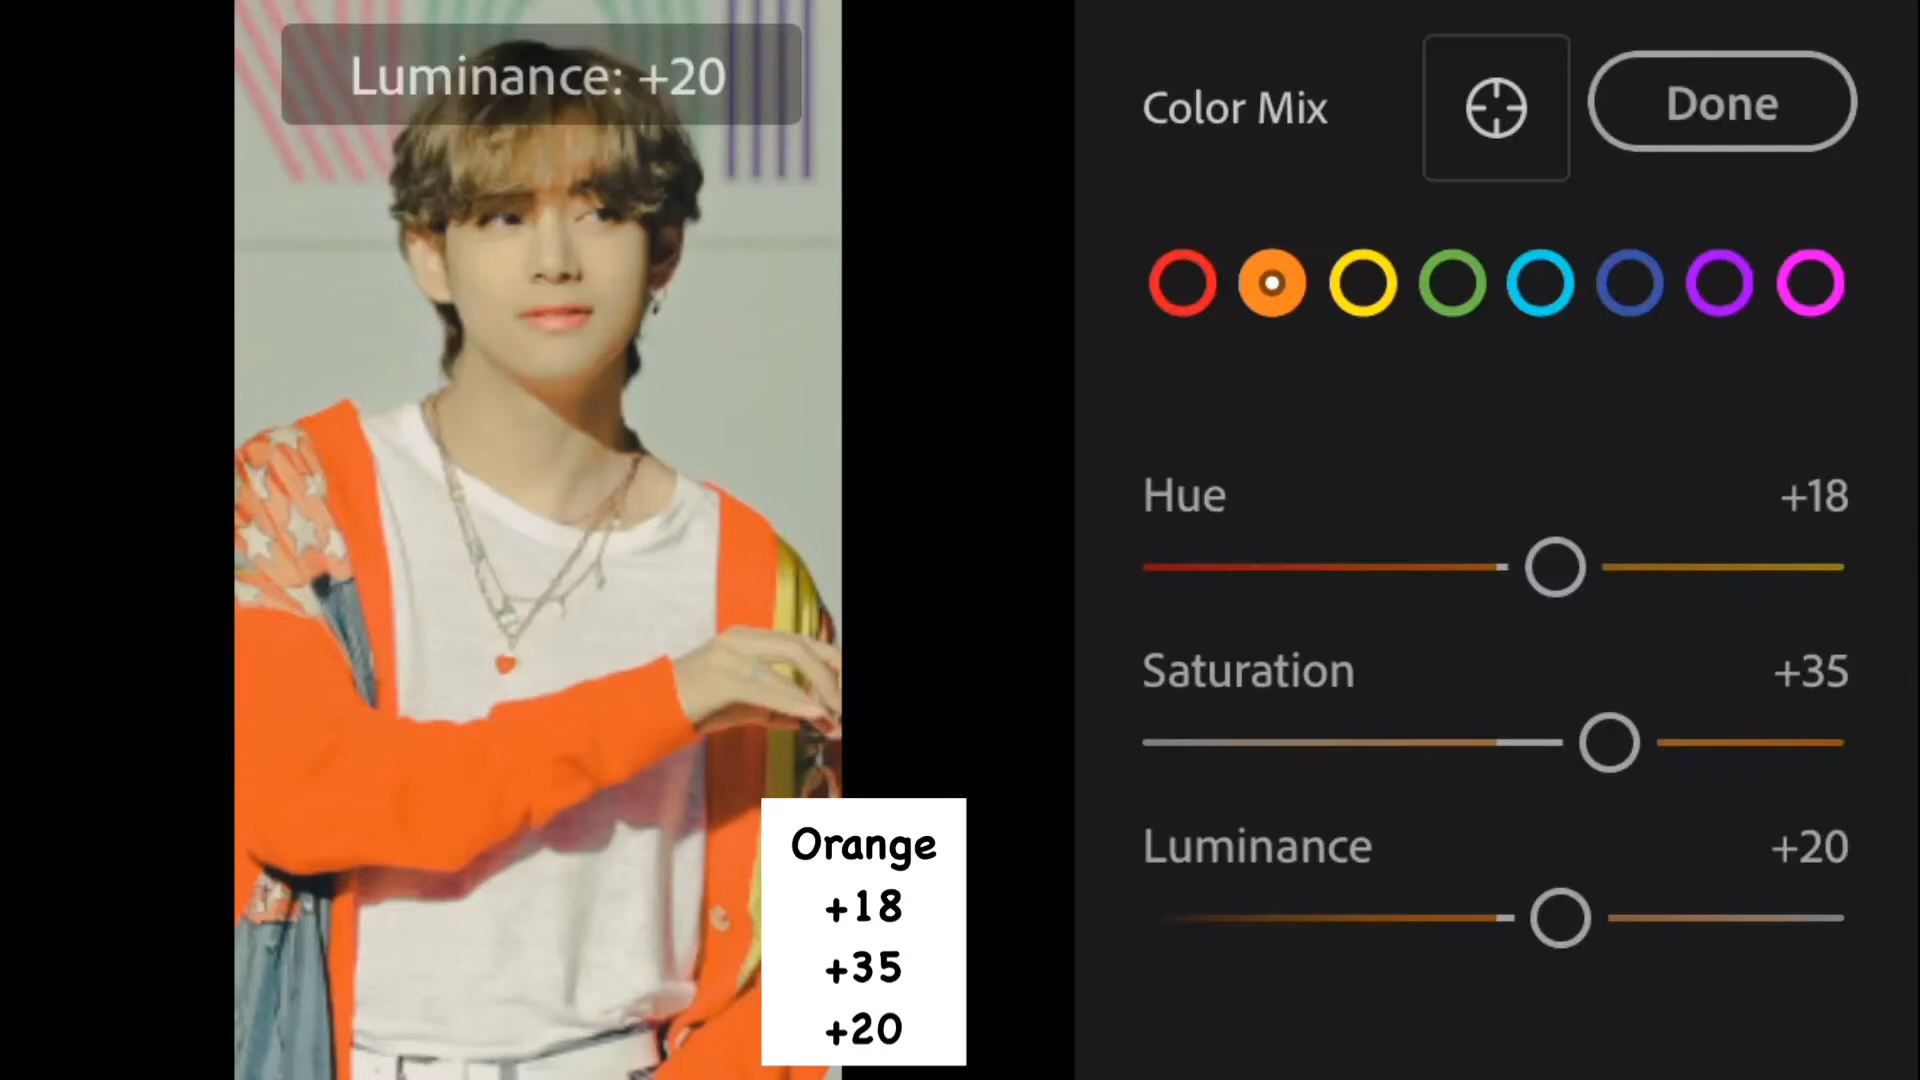 Luminance: +20
Color Mix
Done
Hue +18
Saturation +35
Luminance +20
Orange
+18
+35
+20